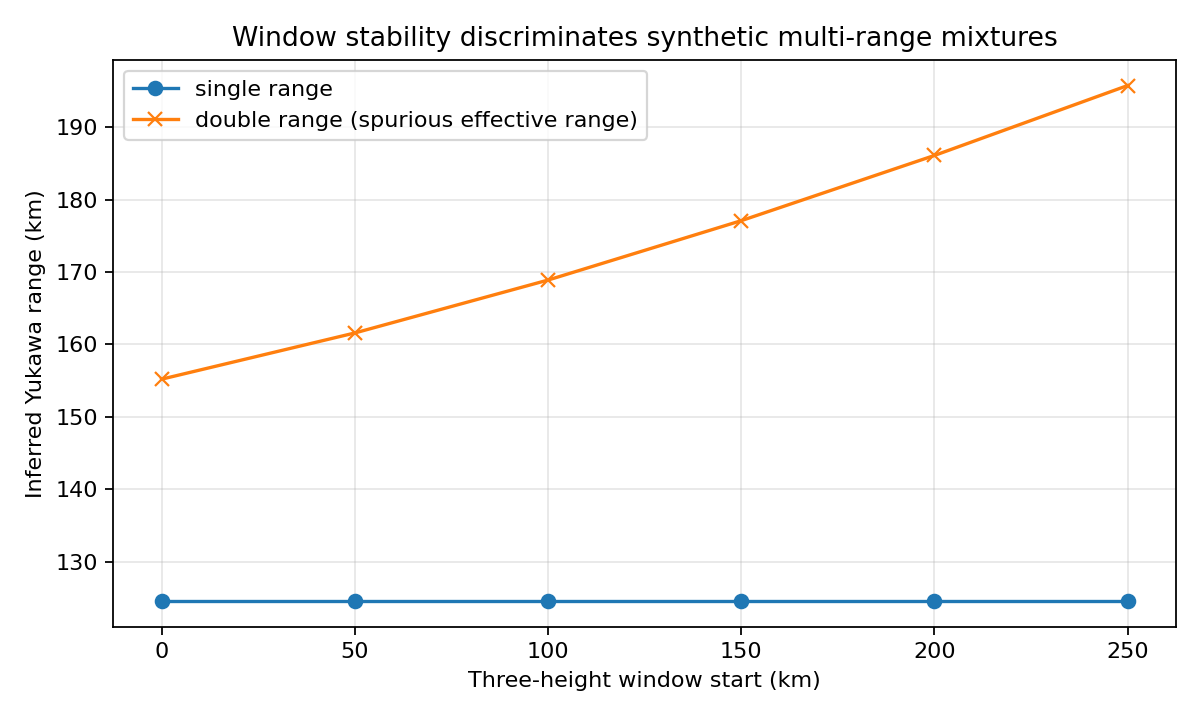 Window stability discriminates synthetic multi-range mixtures
single range
double range (spurious effective range)
Inferred Yukawa range (km)
190
180
170
160
150
140
130
0 50 100 150 200 250
Three-height window start (km)